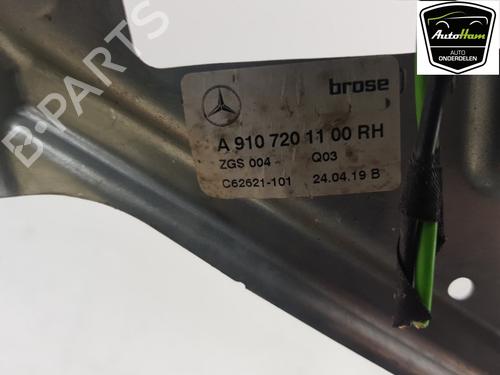 AutoHam
AUTO
ONDERDELEN
B-PARTS
brose
A 910 720 11 00 RH
ZGS 004 Q03
C62621-101 24.04.19 B